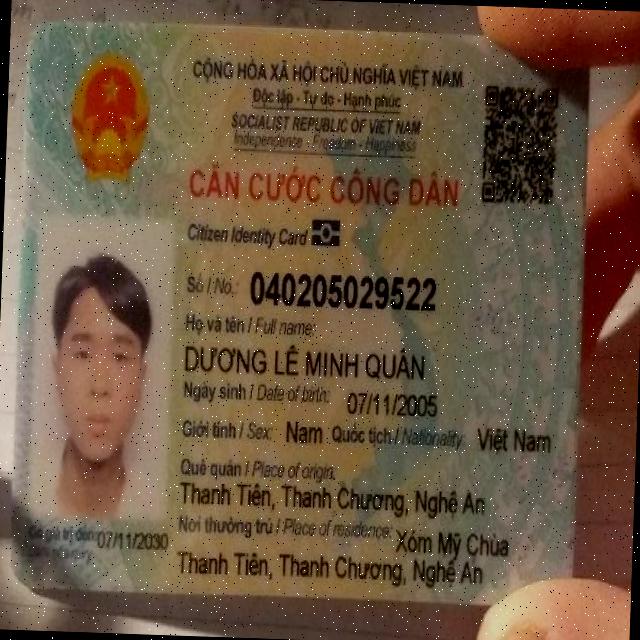 CỘNG HÒA XÃ HỘI CHỦ NGHĨA VIỆT NAM
Độc lập - Tự do - Hạnh phúc
SOCIALIST REPUBLIC OF VIET NAM
Independence - Freedom - Happiness
CĂN CƯỚC CÔNG DÂN
Citizen Identity Card
Số / No.: 040205029522
Họ và tên / Full name:
DƯƠNG LÊ MINH QUÂN
Ngày sinh / Date of birth: 07/11/2005
Giới tính / Sex: Nam Quốc tịch / Nationality: Việt Nam
Quê quán / Place of origin:
Thanh Tiên, Thanh Chương, Nghệ An
Nơi thường trú / Place of residence: Xóm Mỹ Chùa
Thanh Tiên, Thanh Chương, Nghệ An
Có giá trị đến: 07/11/2030